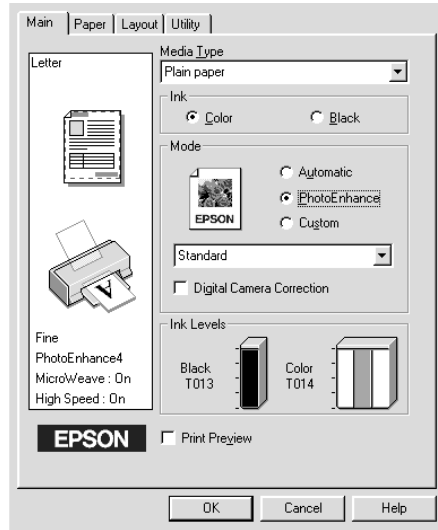 Main
Paper
Layout
Utility
Letter
Fine
PhotoEnhance4
MicroWeave : On
High Speed : On
EPSON
Media Type
Plain paper
Ink
Color
Black
Mode
EPSON
Automatic
PhotoEnhance
Custom
Standard
Digital Camera Correction
Ink Levels
Black
T013
Color
T014
Print Preview
OK
Cancel
Help